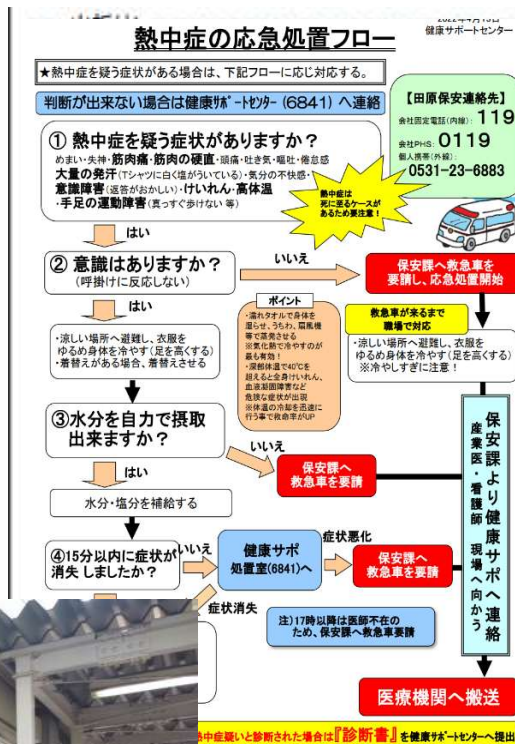 熱中症の応急処置フロー
健康サポートセンター
★熱中症を疑う症状がある場合は、下記フローに応じ対応する。
判断が出来ない場合は健康ｻﾎﾟｰﾄｾﾝﾀｰ (6841) へ連絡
【田原保安連絡先】
会社固定電話(内線): 119
会社PHS: 0119
個人携帯(外線):
0531-23-6883
① 熱中症を疑う症状がありますか？
めまい・失神・筋肉痛・筋肉の硬直・頭痛・吐き気・嘔吐・倦怠感
大量の発汗(Tシャツに白く塩がういている)・気分の不快感・
意識障害(返答がおかしい)・けいれん・高体温
・手足の運動障害(真っすぐ歩けない 等)
熱中症は
死に至るケースが
あるため要注意！
はい
② 意識はありますか？
(呼掛けに反応しない)
いいえ
保安課へ救急車を
要請し、応急処置開始
はい
ポイント
・濡れタオルで身体を
湿らせ、うちわ、扇風機
等で蒸発させる
※気化熱で冷やすのが
最も有効！
・深部体温で40℃を
超えると全身けいれん、
血液凝固障害など
危険な症状が出現
※体温の冷却を迅速に
行う事で救命率がUP
救急車が来るまで
職場で対応
・涼しい場所へ避難し、衣服を
ゆるめ身体を冷やす(足を高くする)
※冷やしすぎに注意！
・涼しい場所へ避難し、衣服を
ゆるめ身体を冷やす(足を高くする)
・着替えがある場合、着替えさせる
③水分を自力で摂取
出来ますか？
いいえ
保安課へ
救急車を要請
はい
水分・塩分を補給する
保安課より健康サポへ連絡
産業医・看護師 現場へ向かう
④15分以内に症状が
消失しましたか？
いいえ
健康サポ
処置室(6841)へ
症状悪化
保安課へ
救急車を要請
症状消失
注)17時以降は医師不在の
ため、保安課へ救急車要請
医療機関へ搬送
中症疑いと診断された場合は『診断書』を健康ｻﾎﾟｰﾄｾﾝﾀｰへ提出